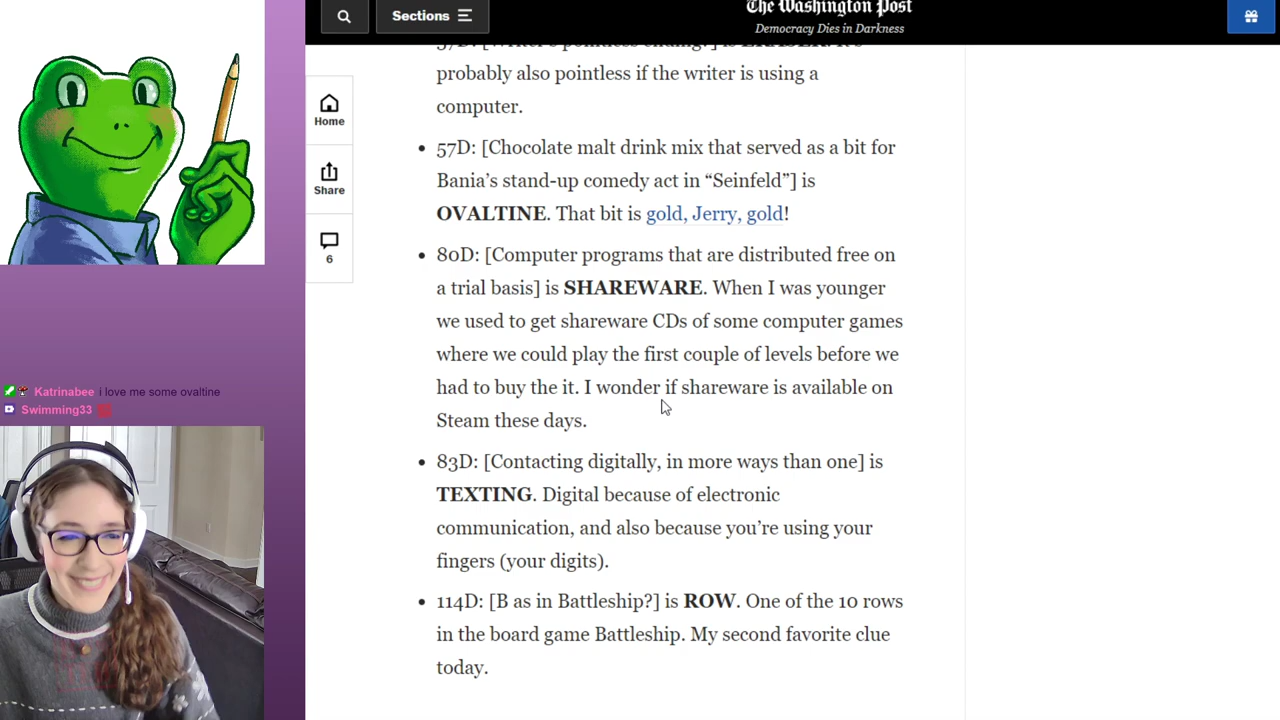 The Washington Post
Sections
Democracy Dies in Darkness
probably also pointless if the writer is using a
computer.
• 57D: [Chocolate malt drink mix that served as a bit for
Bania’s stand-up comedy act in “Seinfeld”] is
OVALTINE. That bit is gold, Jerry, gold!
• 80D: [Computer programs that are distributed free on
a trial basis] is SHAREWARE. When I was younger
we used to get shareware CDs of some computer games
where we could play the first couple of levels before we
had to buy the it. I wonder if shareware is available on
Steam these days.
• 83D: [Contacting digitally, in more ways than one] is
TEXTING. Digital because of electronic
communication, and also because you’re using your
fingers (your digits).
• 114D: [B as in Battleship?] is ROW. One of the 10 rows
in the board game Battleship. My second favorite clue
today.
Home
Share
6
Katrinabee i love me some ovaltine
Swimming33